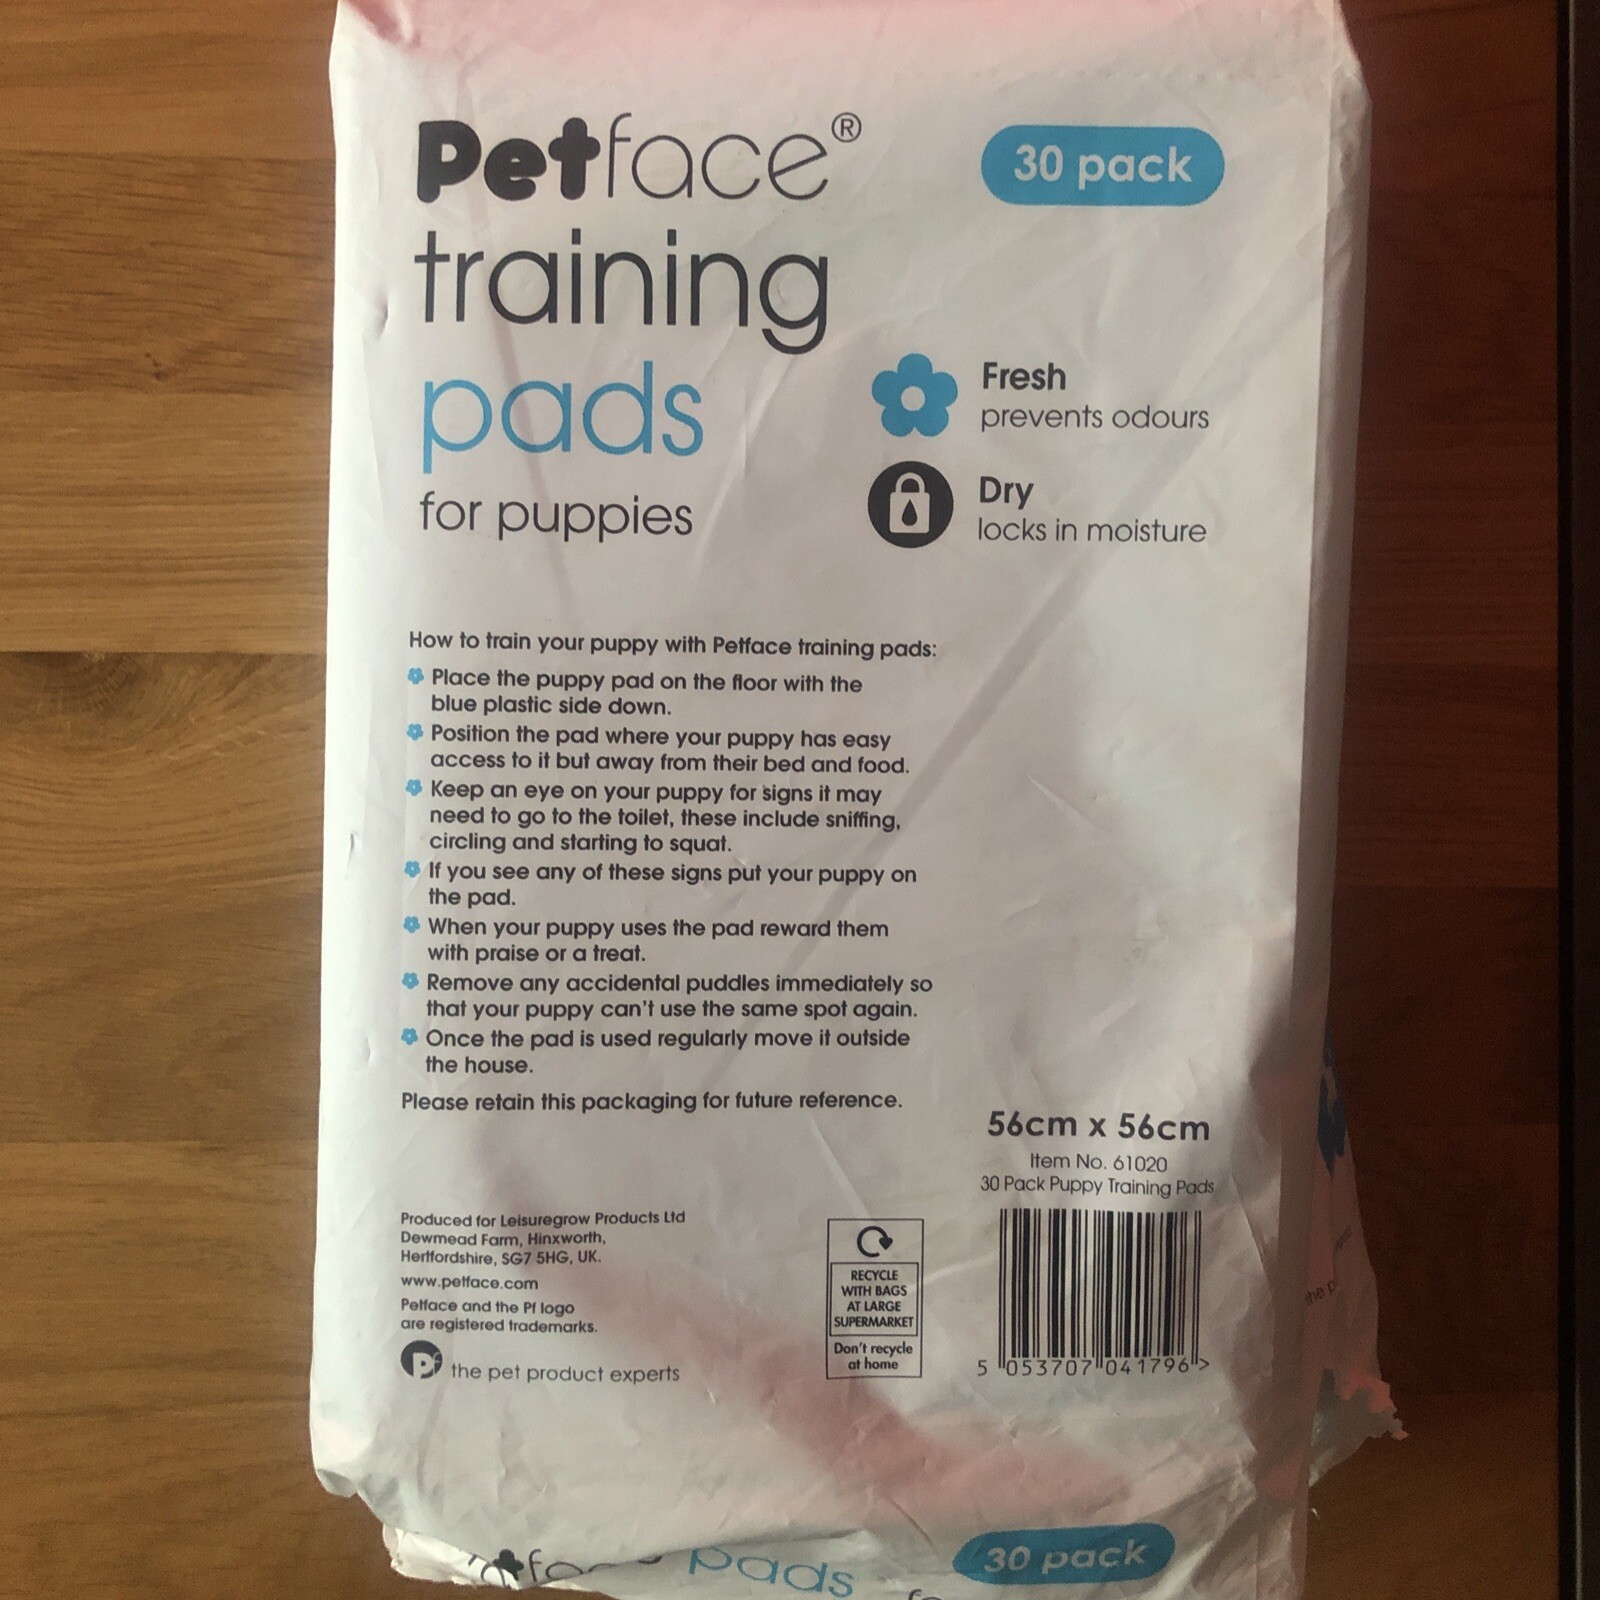 Petface®
30 pack
training
pads
for puppies
Fresh
prevents odours
Dry
locks in moisture
How to train your puppy with Petface training pads:
Place the puppy pad on the floor with the
blue plastic side down.
Position the pad where your puppy has easy
access to it but away from their bed and food.
Keep an eye on your puppy for signs it may
need to go to the toilet, these include sniffing,
circling and starting to squat.
If you see any of these signs put your puppy on
the pad.
When your puppy uses the pad reward them
with praise or a treat.
Remove any accidental puddles immediately so
that your puppy can't use the same spot again.
Once the pad is used regularly move it outside
the house.
Please retain this packaging for future reference.
56cm x 56cm
Item No. 61020
30 Pack Puppy Training Pads
Produced for Leisuregrow Products Ltd
Dewmead Farm, Hinxworth,
Hertfordshire, SG7 5HG, UK.
www.petface.com
Petface and the Pf logo
are registered trademarks.
Pf the pet product experts
RECYCLE
WITH BAGS
AT LARGE
SUPERMARKET
Don't recycle
at home
5 053707 041796 >
pads
30 pack